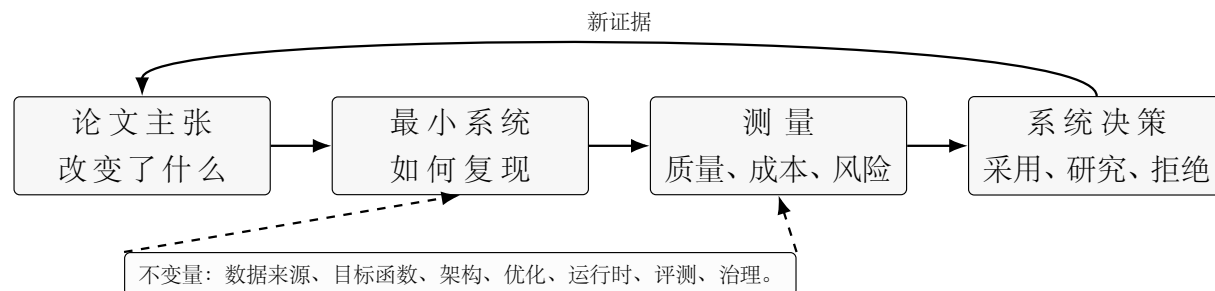 新证据
论文主张
改变了什么
最小系统
如何复现
测量
质量、成本、风险
系统决策
采用、研究、拒绝
不变量：数据来源、目标函数、架构、优化、运行时、评测、治理。